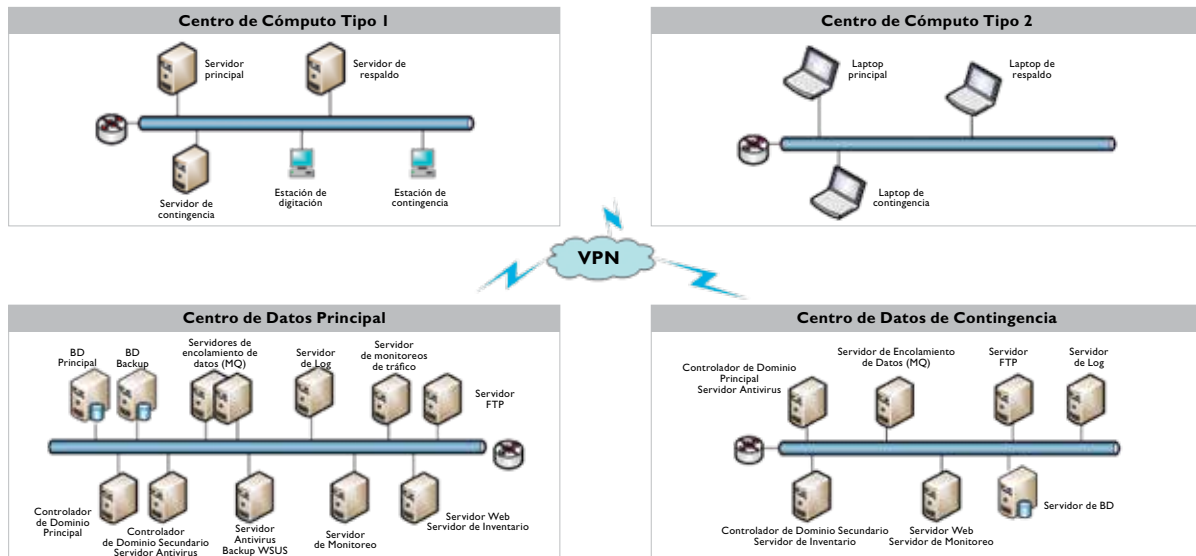 Centro de Cómputo Tipo 1
Servidor
principal
Servidor de
respaldo
Servidor de
contingencia
Estación de
digitación
Estación de
contingencia
Centro de Cómputo Tipo 2
Laptop
principal
Laptop de
respaldo
Laptop de
contingencia
VPN
Centro de Datos Principal
BD
Principal
BD
Backup
Servidores de
encolamiento de
datos (MQ)
Servidor
de Log
Servidor
de monitoreos
de tráfico
Servidor
FTP
Controlador
de Dominio
Principal
Controlador
de Dominio Secundario
Servidor Antivirus
Servidor
Antivirus
Backup WSUS
Servidor
de Monitoreo
Servidor Web
Servidor de Inventario
Centro de Datos de Contingencia
Controlador de Dominio
Principal
Servidor Antivirus
Servidor de Encolamiento
de Datos (MQ)
Servidor
FTP
Servidor
de Log
Controlador de Dominio Secundario
Servidor de Inventario
Servidor Web
Servidor de Monitoreo
Servidor de BD